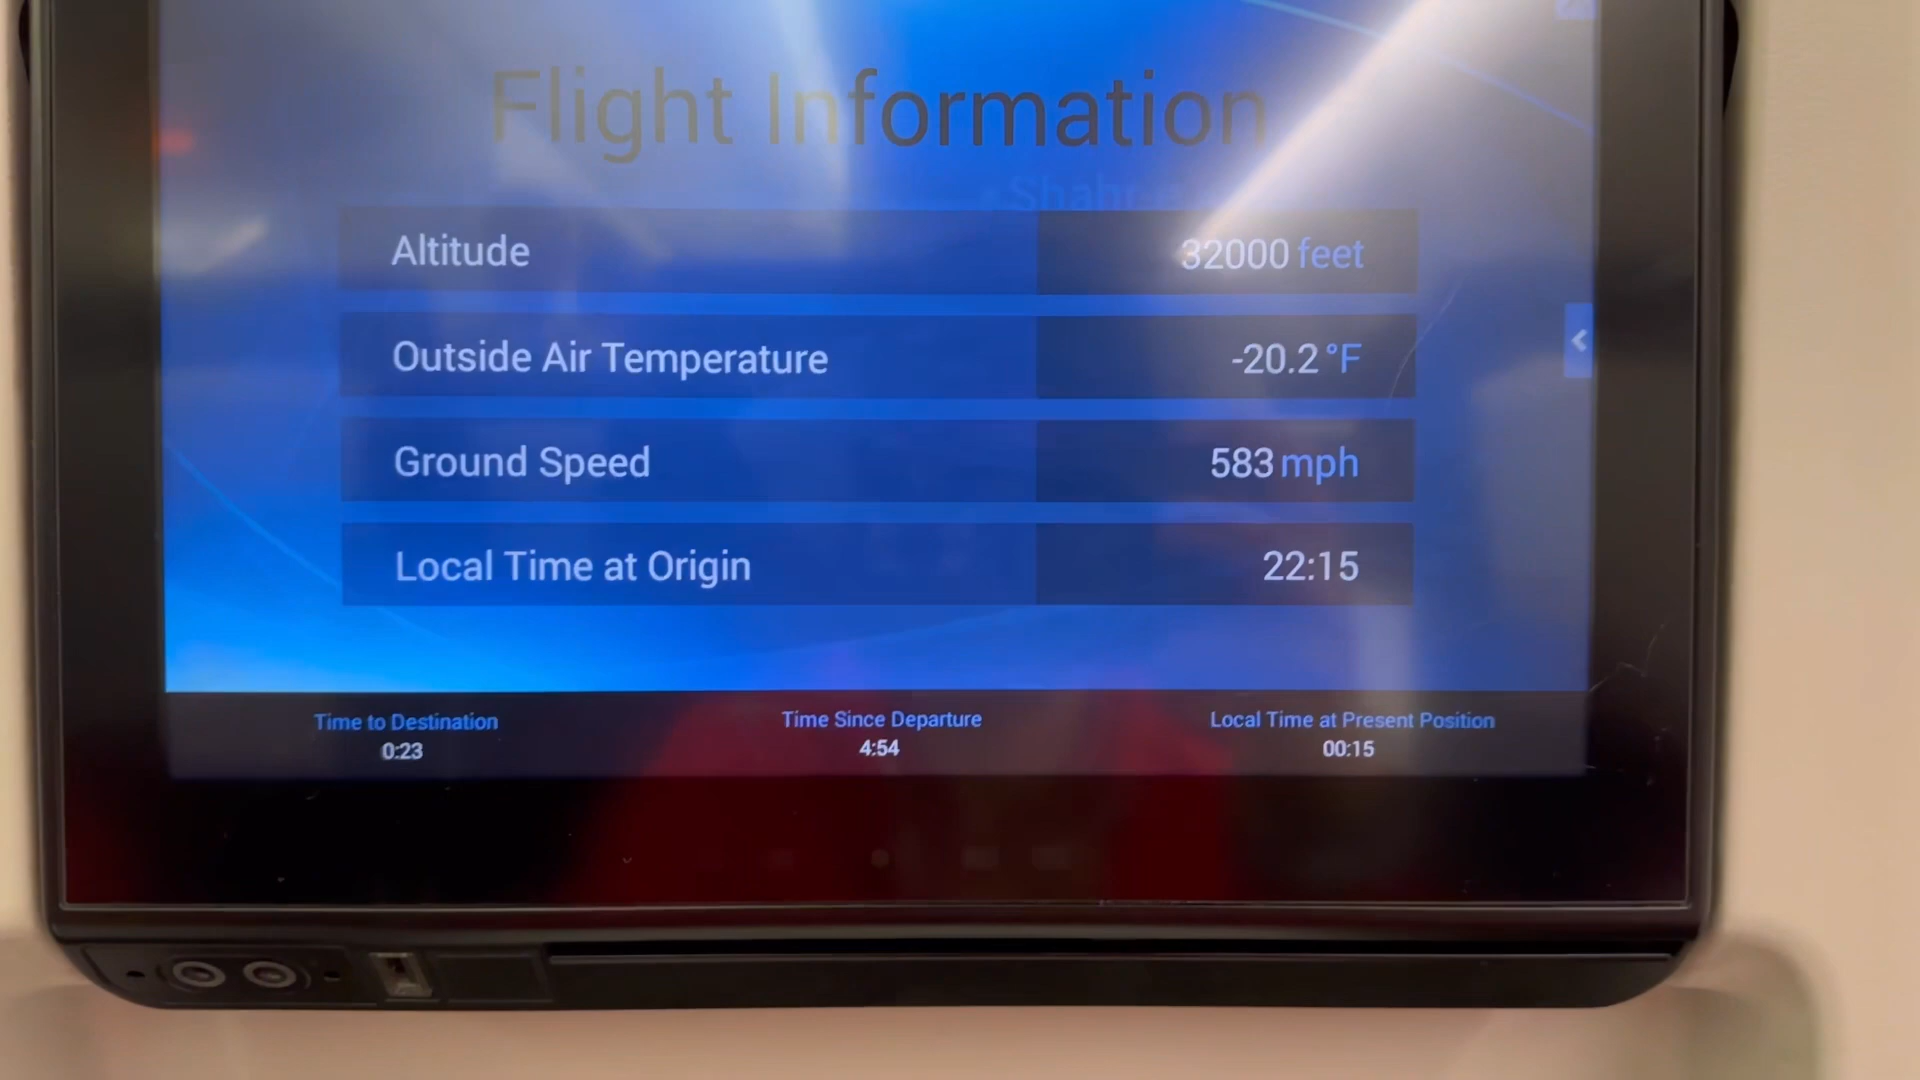 Flight Information
Altitude 32000 feet
Outside Air Temperature -20.2 °F
Ground Speed 583 mph
Local Time at Origin 22:15
Time to Destination Time Since Departure Local Time at Present Position
0:23 4:54 00:15